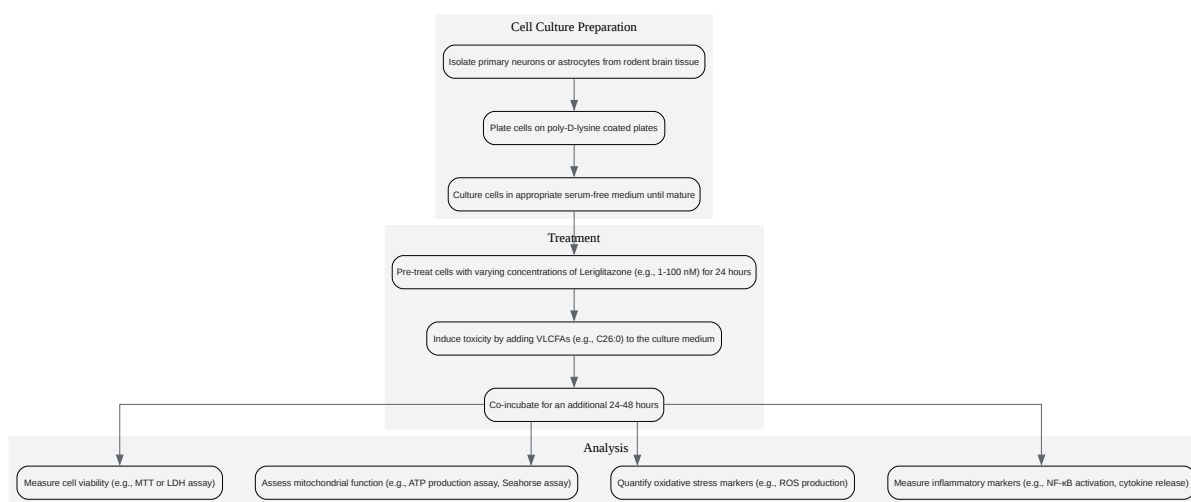 Cell Culture Preparation
Isolate primary neurons or astrocytes from rodent brain tissue
Plate cells on poly-D-lysine coated plates
Culture cells in appropriate serum-free medium until mature
Treatment
Pre-treat cells with varying concentrations of Leriglitazone (e.g., 1-100 nM) for 24 hours
Induce toxicity by adding VLCFAs (e.g., C26:0) to the culture medium
Co-incubate for an additional 24-48 hours
Analysis
Measure cell viability (e.g., MTT or LDH assay)
Assess mitochondrial function (e.g., ATP production assay, Seahorse assay)
Quantify oxidative stress markers (e.g., ROS production)
Measure inflammatory markers (e.g., NF-κB activation, cytokine release)